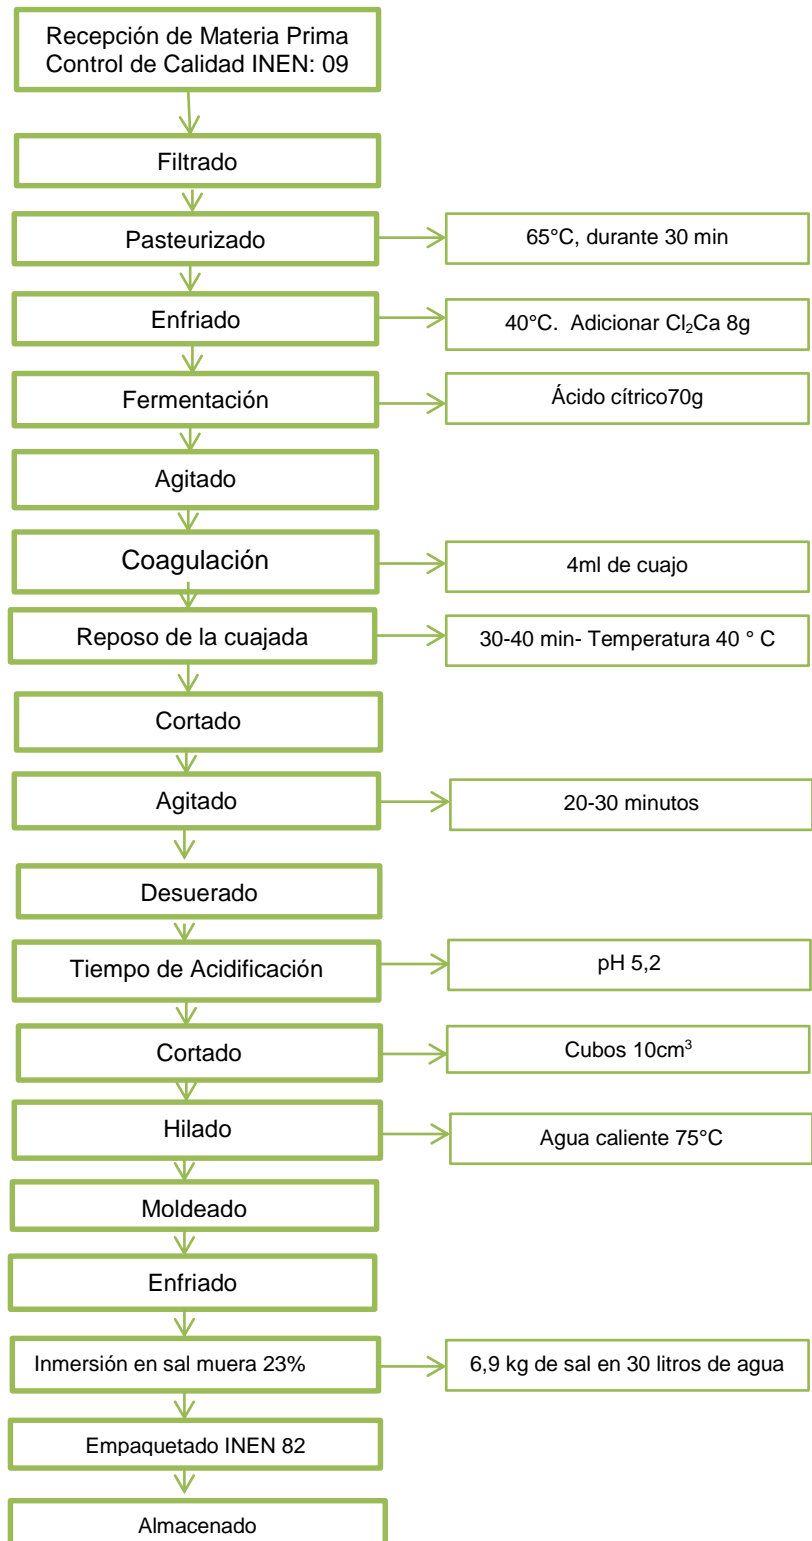 Recepción de Materia Prima
Control de Calidad INEN: 09
Filtrado
Pasteurizado
65°C, durante 30 min
Enfriado
40°C. Adicionar Cl₂Ca 8g
Fermentación
Ácido cítrico70g
Agitado
Coagulación
4ml de cuajo
Reposo de la cuajada
30-40 min- Temperatura 40 ° C
Cortado
Agitado
20-30 minutos
Desuerado
Tiempo de Acidificación
pH 5,2
Cortado
Cubos 10cm³
Hilado
Agua caliente 75°C
Moldeado
Enfriado
Inmersión en sal muera 23%
6,9 kg de sal en 30 litros de agua
Empaquetado INEN 82
Almacenado